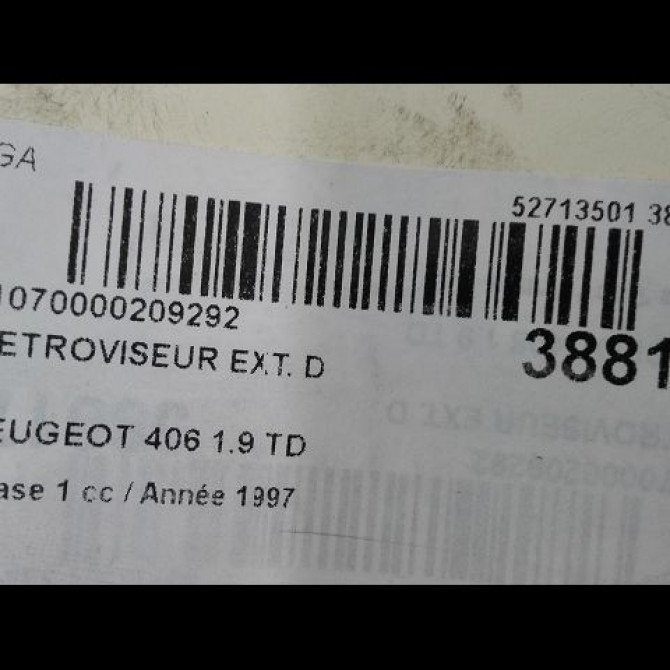 GA
52713501 38
1070000209292
3881
ETROVISEUR EXT. D
EUGEOT 406 1.9 TD
ase 1 cc / Année 1997